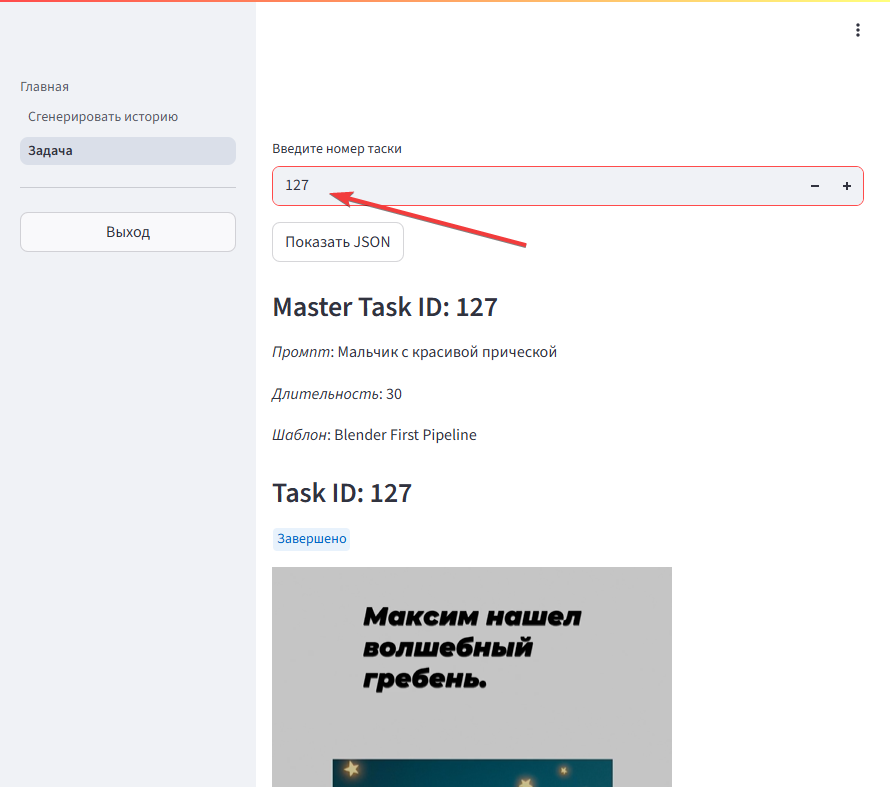 Главная
Сгенерировать историю
Задача
Выход
Введите номер таски
127
Показать JSON
Master Task ID: 127
Промпт: Мальчик с красивой прической
Длительность: 30
Шаблон: Blender First Pipeline
Task ID: 127
Завершено
Максим нашел
волшебный
гребень.